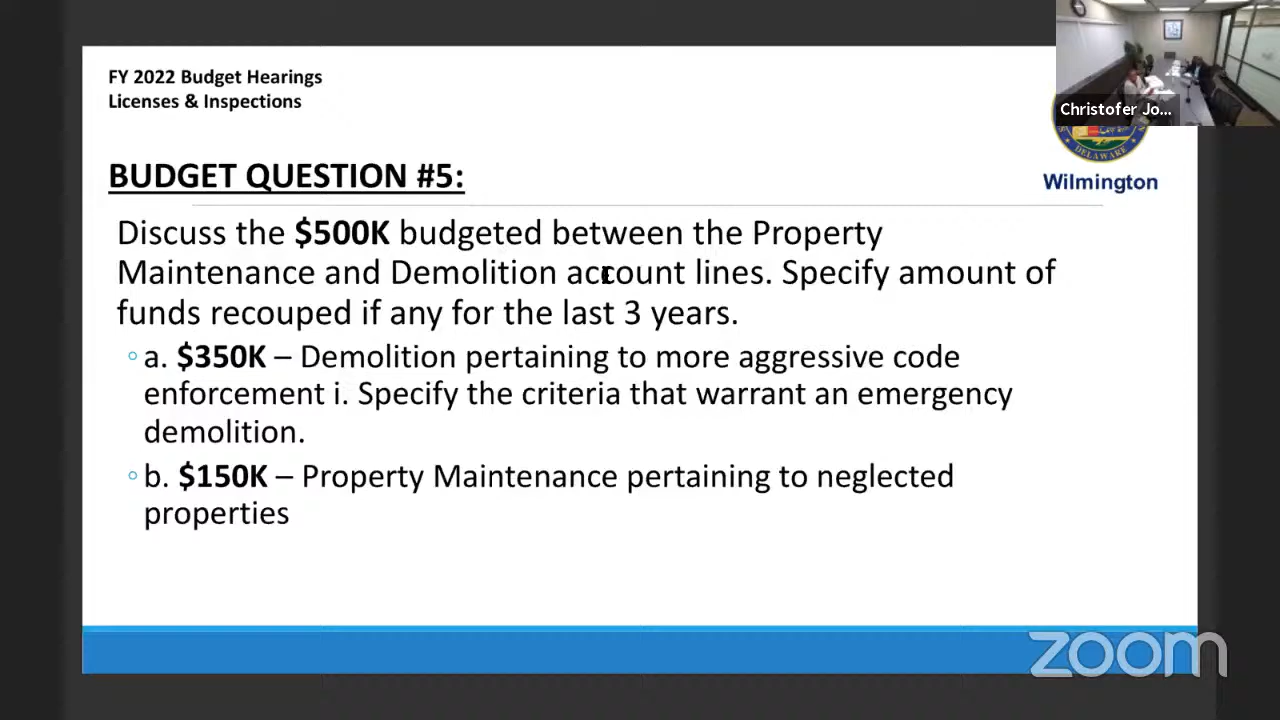 FY 2022 Budget Hearings
Licenses & Inspections
Christofer Jo...
DELAWARE
Wilmington
BUDGET QUESTION #5:
Discuss the $500K budgeted between the Property
Maintenance and Demolition account lines. Specify amount of
funds recouped if any for the last 3 years.
◦ a. $350K – Demolition pertaining to more aggressive code
enforcement i. Specify the criteria that warrant an emergency
demolition.
◦ b. $150K – Property Maintenance pertaining to neglected
properties
zoom